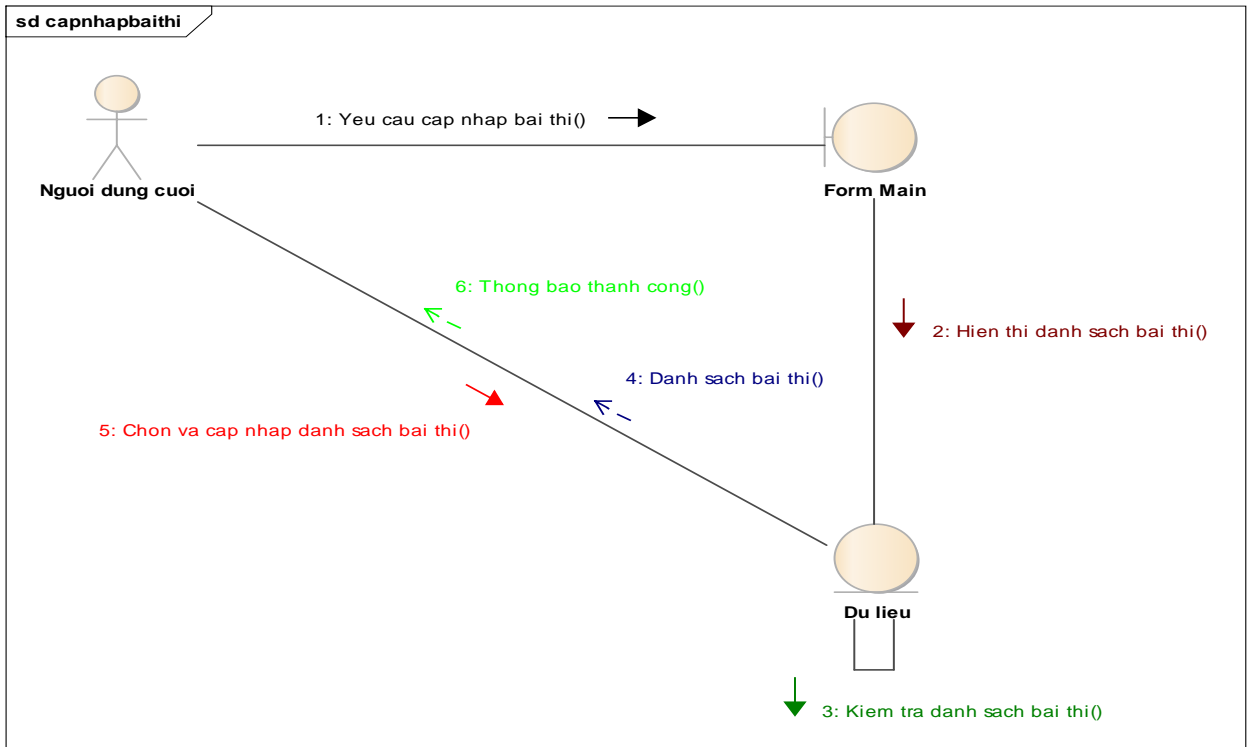 sd capnhapbaithi
1: Yeu cau cap nhap bai thi()
Nguoi dung cuoi
Form Main
6: Thong bao thanh cong()
2: Hien thi danh sach bai thi()
4: Danh sach bai thi()
5: Chon va cap nhap danh sach bai thi()
Du lieu
3: Kiem tra danh sach bai thi()